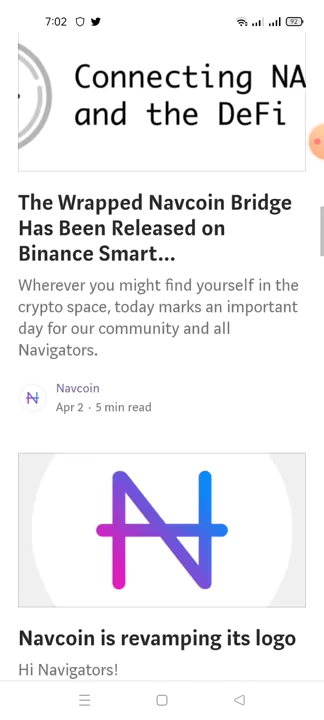 7:02
92
Connecting NA
and the DeFi
The Wrapped Navcoin Bridge
Has Been Released on
Binance Smart...
Wherever you might find yourself in the
crypto space, today marks an important
day for our community and all
Navigators.
Navcoin
Apr 2 · 5 min read
Navcoin is revamping its logo
Hi Navigators!